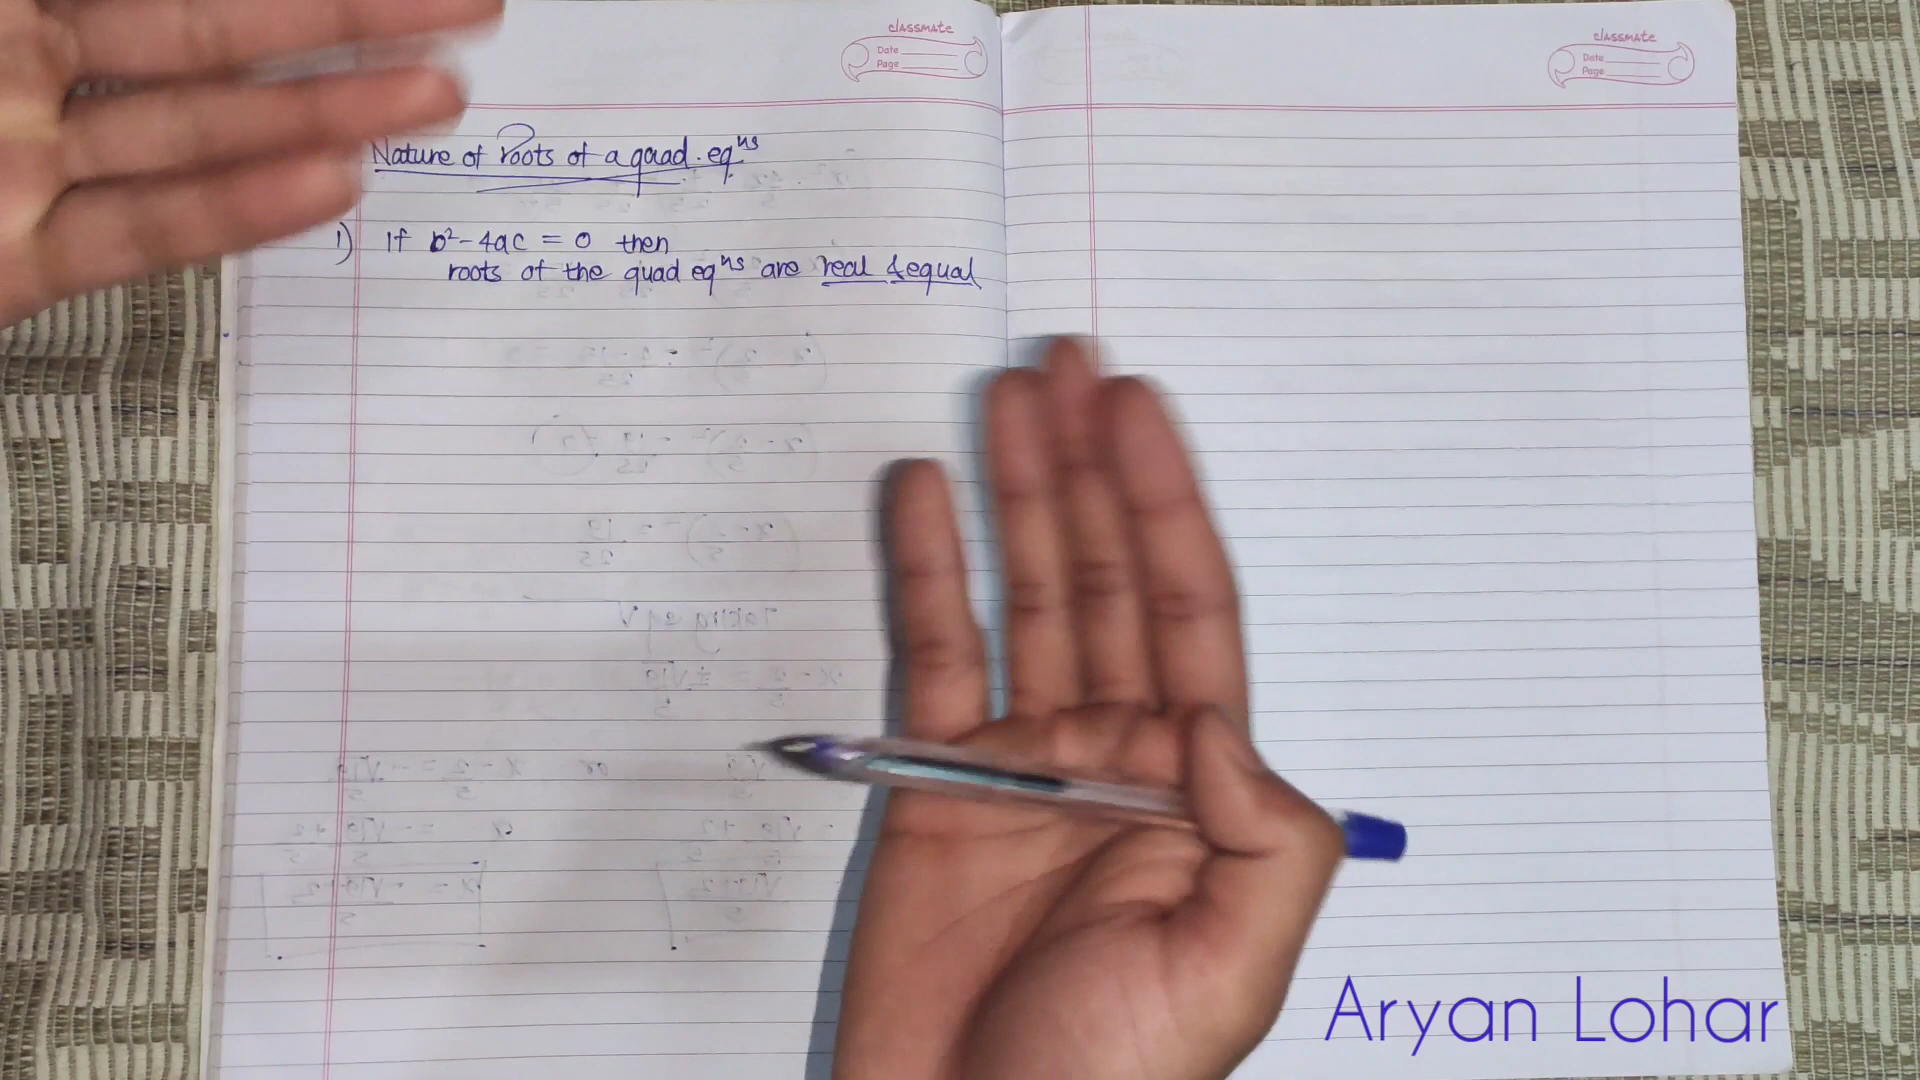 classmate
Date
Page
classmate
Date
Page
Nature of roots of a quad. eqⁿˢ
1) If b² - 4ac = 0 then
roots of the quad eqⁿˢ are real & equal
Aryan Lohar